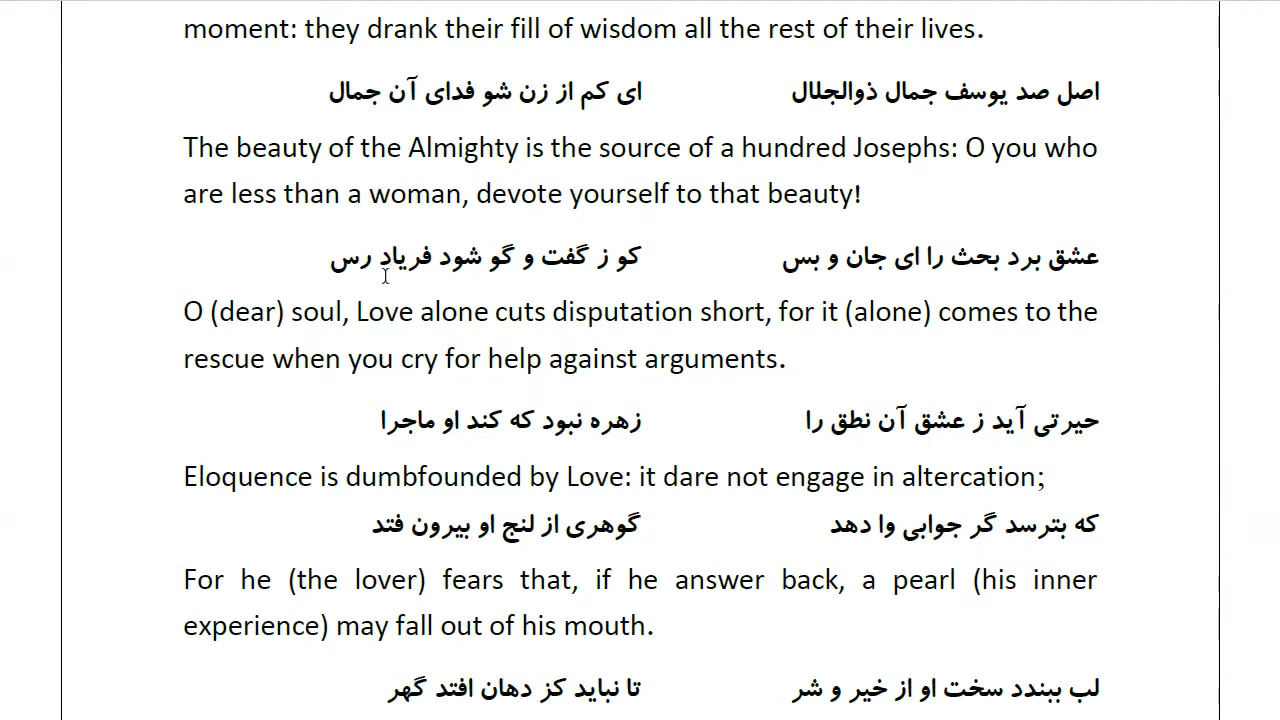 moment: they drank their fill of wisdom all the rest of their lives.
اصل صد یوسف جمال ذوالجلال ای کم از زن شو فدای آن جمال
The beauty of the Almighty is the source of a hundred Josephs: O you who
are less than a woman, devote yourself to that beauty!
عشق برد بحث را ای جان و بس کو ز گفت و گو شود فریاد رس
O (dear) soul, Love alone cuts disputation short, for it (alone) comes to the
rescue when you cry for help against arguments.
حیرتی آید ز عشق آن نطق را زهره نبود که کند او ماجرا
Eloquence is dumbfounded by Love: it dare not engage in altercation;
که بترسد گر جوابی وا دهد گوهری از لنج او بیرون فتد
For he (the lover) fears that, if he answer back, a pearl (his inner
experience) may fall out of his mouth.
لب ببندد سخت او از خیر و شر تا نباید کز دهان افتد گهر